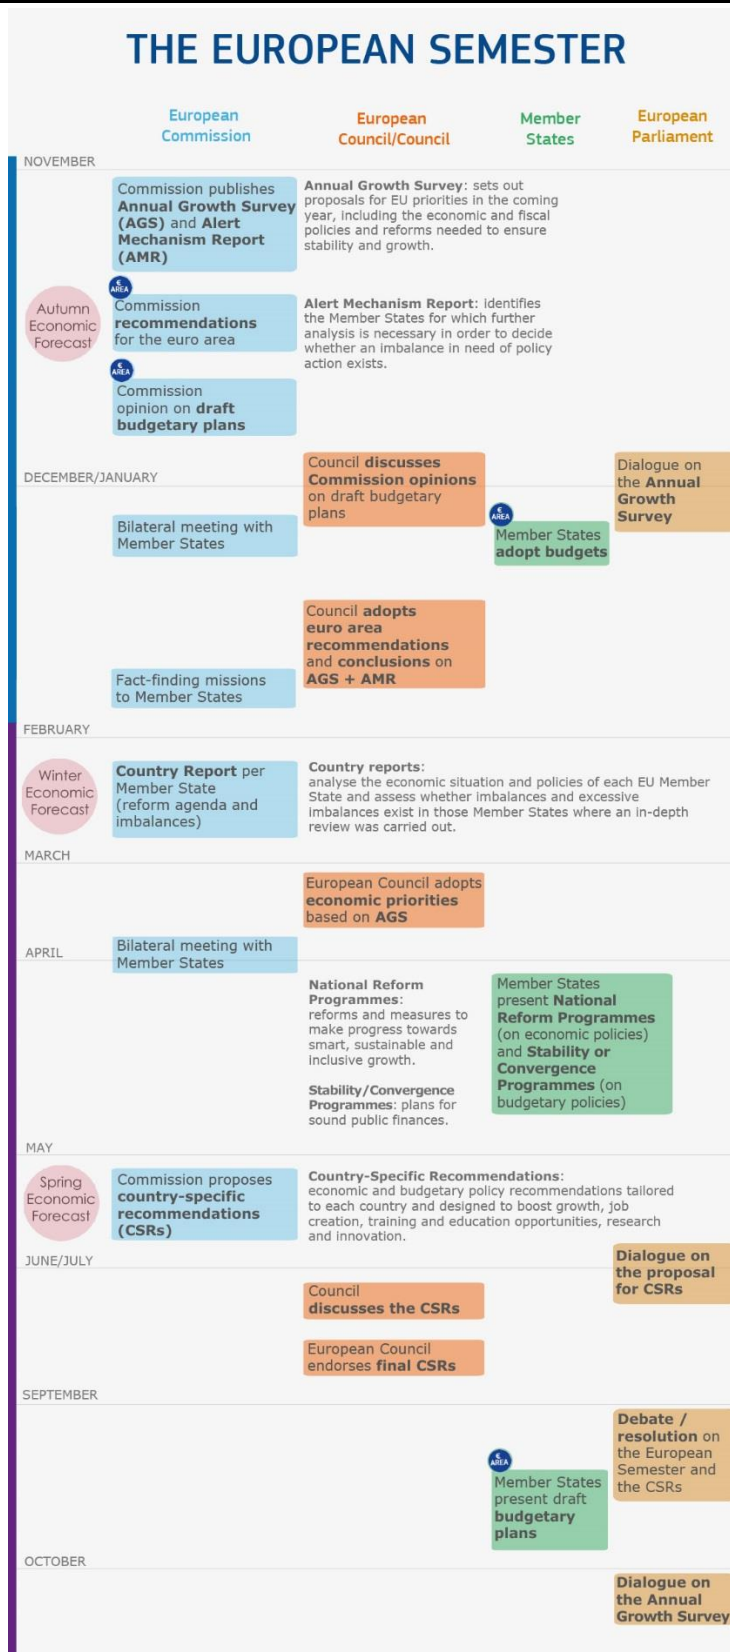 THE EUROPEAN SEMESTER
European
Commission
European
Council/Council
Member
States
European
Parliament
NOVEMBER
Commission publishes
Annual Growth Survey
(AGS) and Alert
Mechanism Report
(AMR)
Annual Growth Survey: sets out
proposals for EU priorities in the coming
year, including the economic and fiscal
policies and reforms needed to ensure
stability and growth.
Autumn
Economic
Forecast
€
AREA
Commission
recommendations
for the euro area
Alert Mechanism Report: identifies
the Member States for which further
analysis is necessary in order to decide
whether an imbalance in need of policy
action exists.
€
AREA
Commission
opinion on draft
budgetary plans
DECEMBER/JANUARY
Council discusses
Commission opinions
on draft budgetary
plans
Dialogue on
the Annual
Growth
Survey
Bilateral meeting with
Member States
€
AREA
Member States
adopt budgets
Council adopts
euro area
recommendations
and conclusions on
AGS + AMR
Fact-finding missions
to Member States
FEBRUARY
Winter
Economic
Forecast
Country Report per
Member State
(reform agenda and
imbalances)
Country reports:
analyse the economic situation and policies of each EU Member
State and assess whether imbalances and excessive
imbalances exist in those Member States where an in-depth
review was carried out.
MARCH
European Council adopts
economic priorities
based on AGS
APRIL
Bilateral meeting with
Member States
National Reform
Programmes:
reforms and measures to
make progress towards
smart, sustainable and
inclusive growth.
Stability/Convergence
Programmes: plans for
sound public finances.
Member States
present National
Reform Programmes
(on economic policies)
and Stability or
Convergence
Programmes (on
budgetary policies)
MAY
Spring
Economic
Forecast
Commission proposes
country-specific
recommendations
(CSRs)
Country-Specific Recommendations:
economic and budgetary policy recommendations tailored
to each country and designed to boost growth, job
creation, training and education opportunities, research
and innovation.
JUNE/JULY
Dialogue on
the proposal
for CSRs
Council
discusses the CSRs
European Council
endorses final CSRs
SEPTEMBER
Debate /
resolution on
the European
Semester and
the CSRs
€
AREA
Member States
present draft
budgetary
plans
OCTOBER
Dialogue on
the Annual
Growth Survey